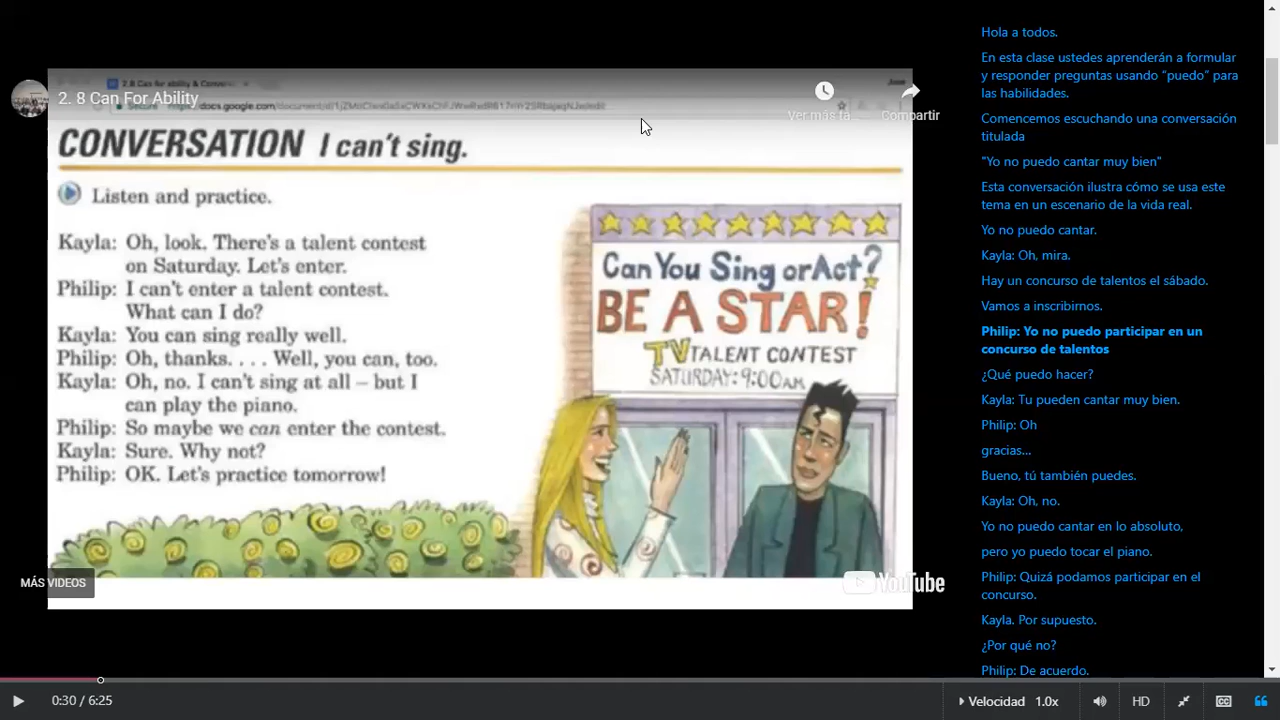 2. 8 Can For Ability
Ver más ta...
Compartir
CONVERSATION I can't sing.
Listen and practice.
Kayla: Oh, look. There's a talent contest
on Saturday. Let's enter.
Philip: I can't enter a talent contest.
What can I do?
Kayla: You can sing really well.
Philip: Oh, thanks. . . . Well, you can, too.
Kayla: Oh, no. I can't sing at all – but I
can play the piano.
Philip: So maybe we can enter the contest.
Kayla: Sure. Why not?
Philip: OK. Let's practice tomorrow!
Can You Sing or Act?
BE A STAR!
TV TALENT CONTEST
SATURDAY: 9:00 AM
MÁS VIDEOS
YouTube
Hola a todos.
En esta clase ustedes aprenderán a formular
y responder preguntas usando “puedo” para
las habilidades.
Comencemos escuchando una conversación
titulada
"Yo no puedo cantar muy bien"
Esta conversación ilustra cómo se usa este
tema en un escenario de la vida real.
Yo no puedo cantar.
Kayla: Oh, mira.
Hay un concurso de talentos el sábado.
Vamos a inscribirnos.
Philip: Yo no puedo participar en un
concurso de talentos
¿Qué puedo hacer?
Kayla: Tu pueden cantar muy bien.
Philip: Oh
gracias...
Bueno, tú también puedes.
Kayla: Oh, no.
Yo no puedo cantar en lo absoluto,
pero yo puedo tocar el piano.
Philip: Quizá podamos participar en el
concurso.
Kayla. Por supuesto.
¿Por qué no?
Philip: De acuerdo.
0:30 / 6:25
Velocidad 1.0x
HD
CC